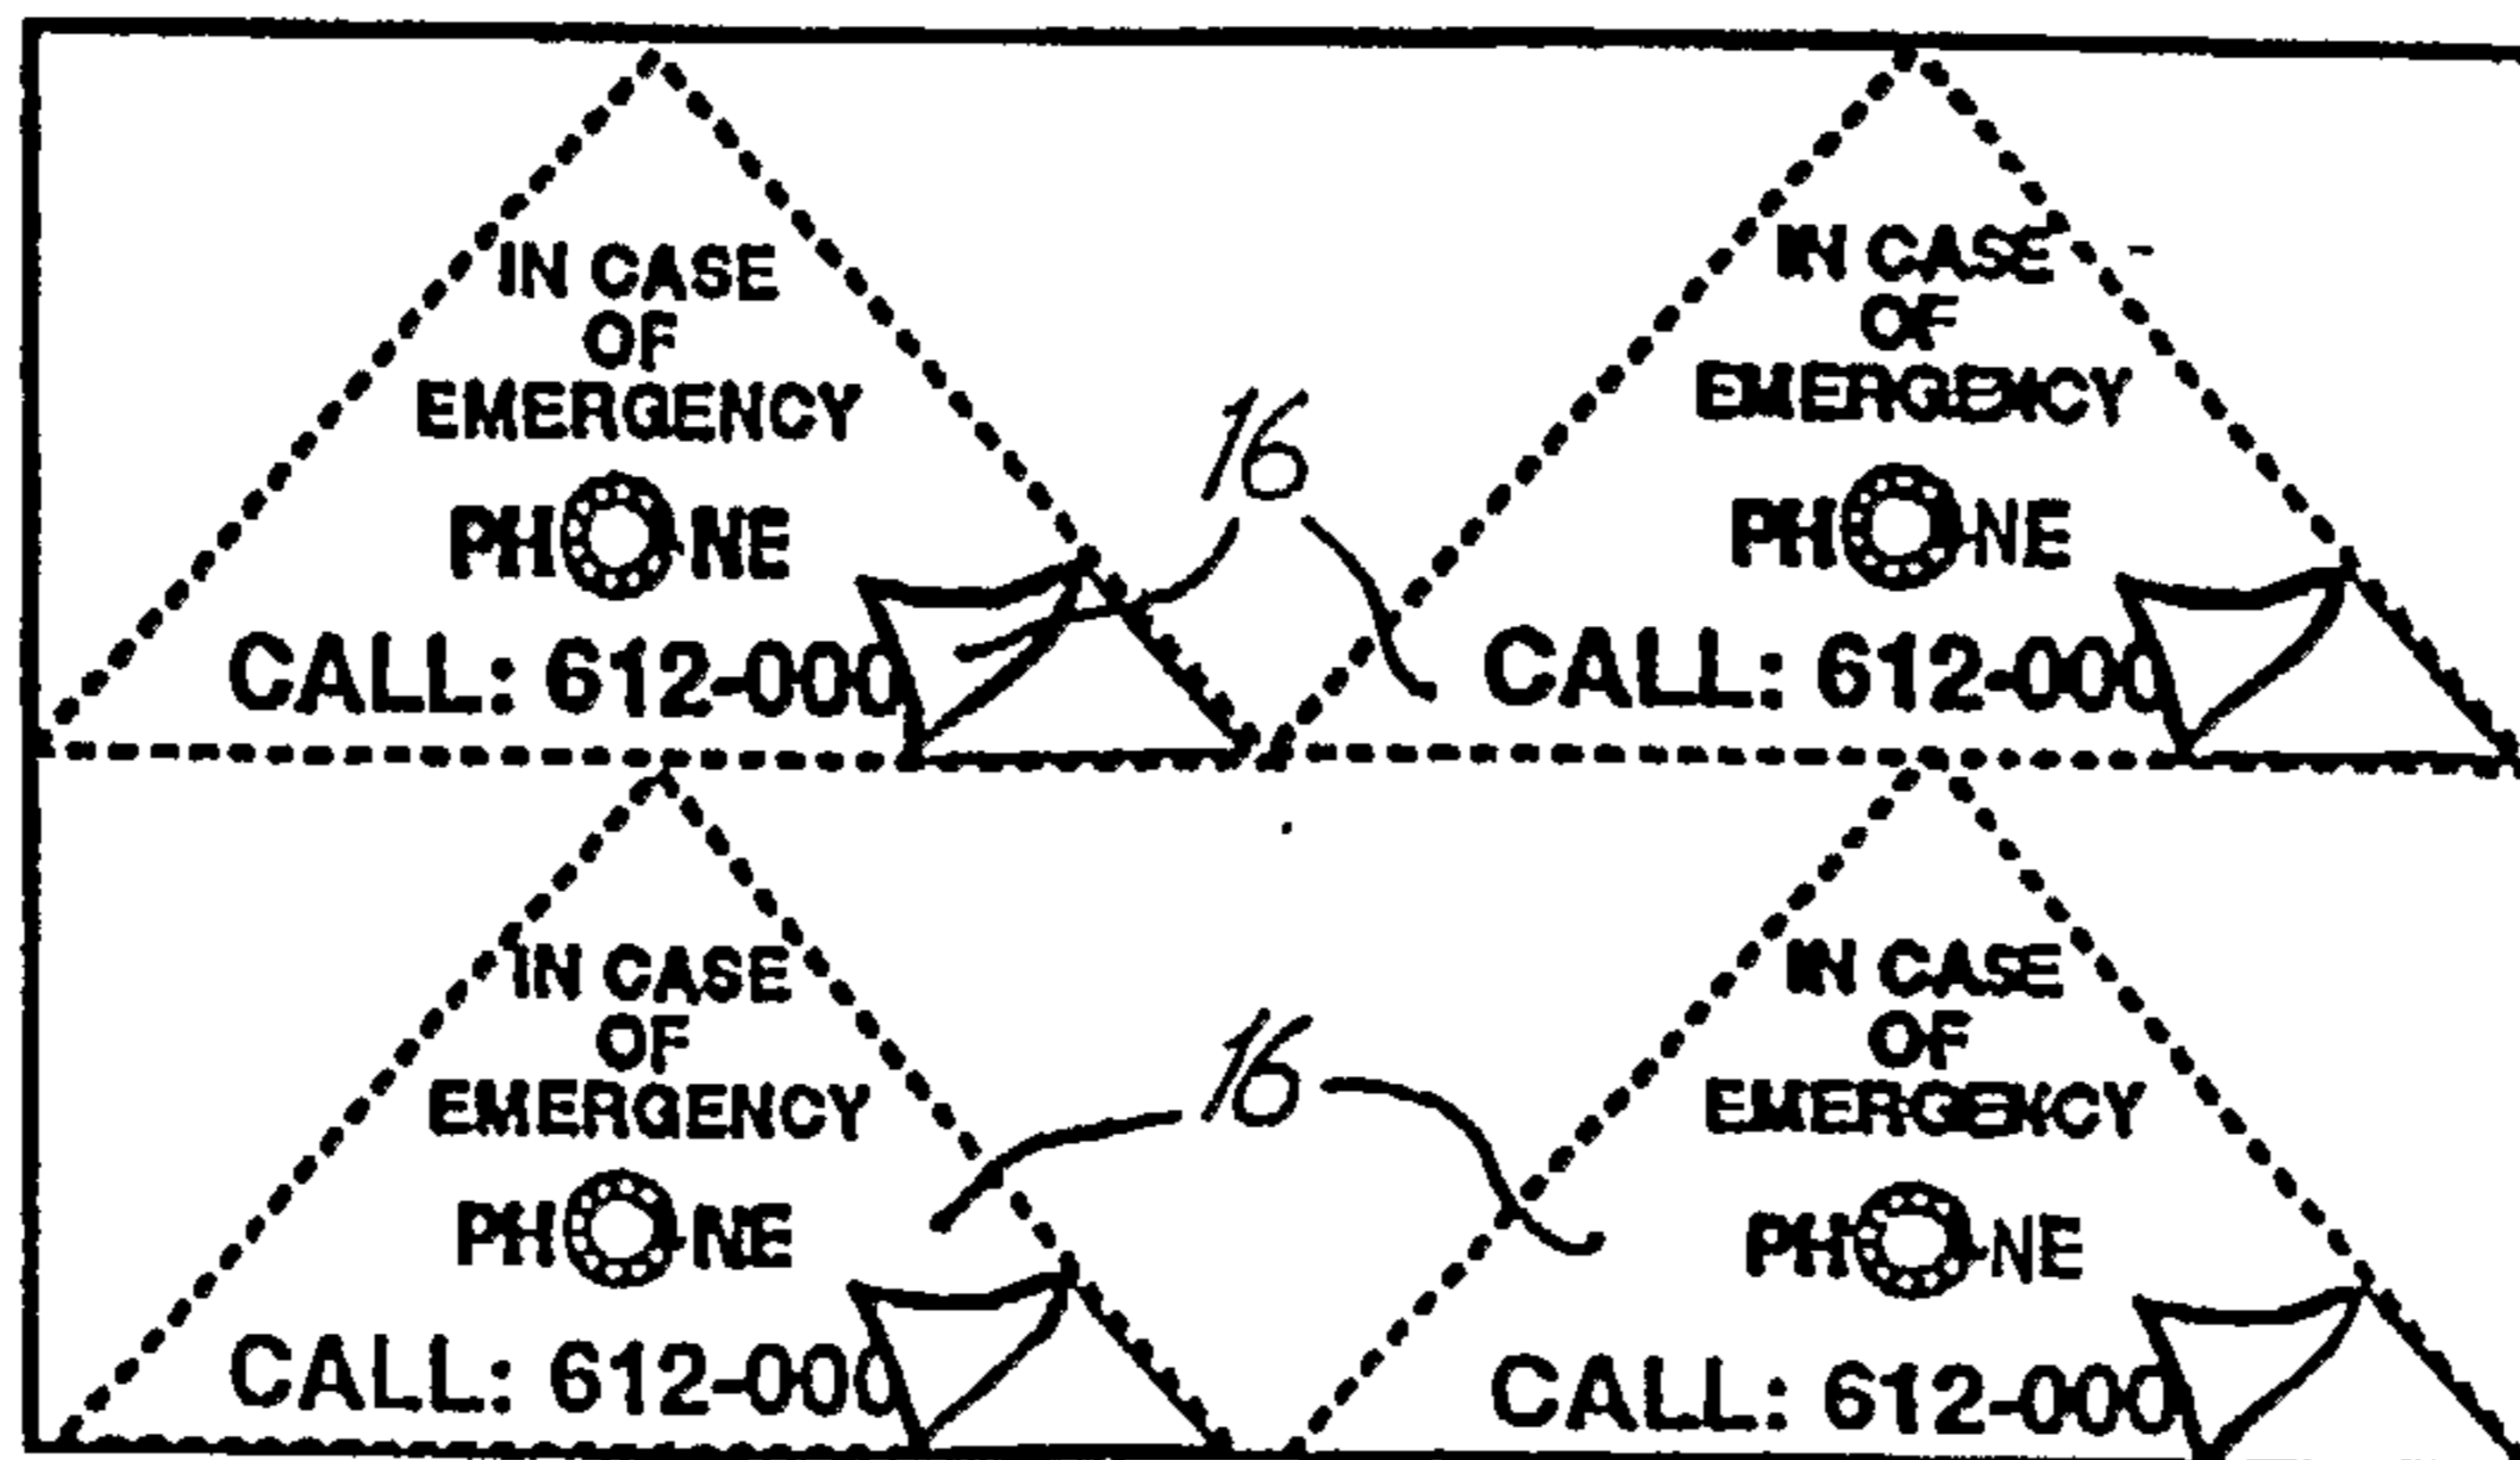 IN CASE
OF
EMERGENCY
PHONE
CALL: 612-000
16
IN CASE
OF
EMERGENCY
PHONE
CALL: 612-000
IN CASE
OF
EMERGENCY
PHONE
CALL: 612-000
16
IN CASE
OF
EMERGENCY
PHONE
CALL: 612-000